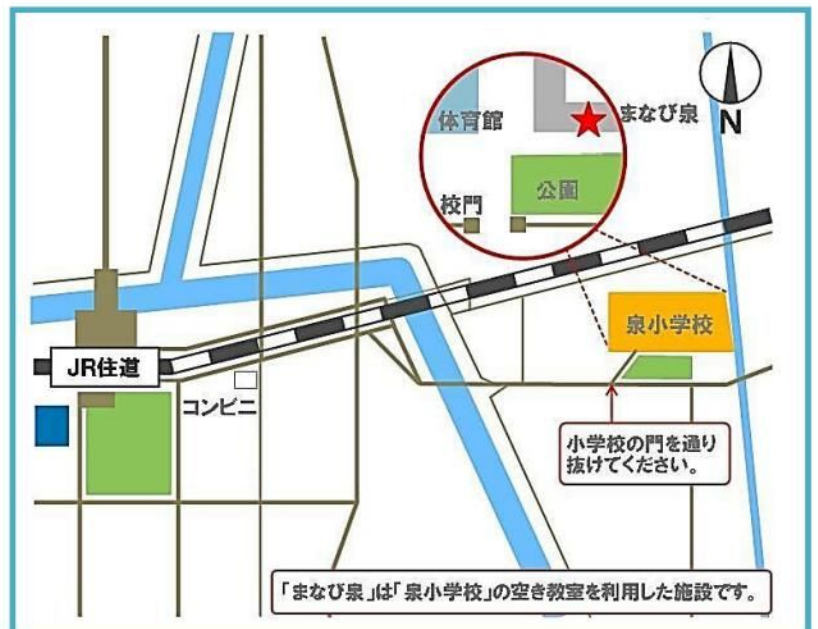 体育館
まなび泉
N
公園
校門
泉小学校
JR住道
コンビニ
小学校の門を通り
抜けてください。
「まなび泉」は「泉小学校」の空き教室を利用した施設です。